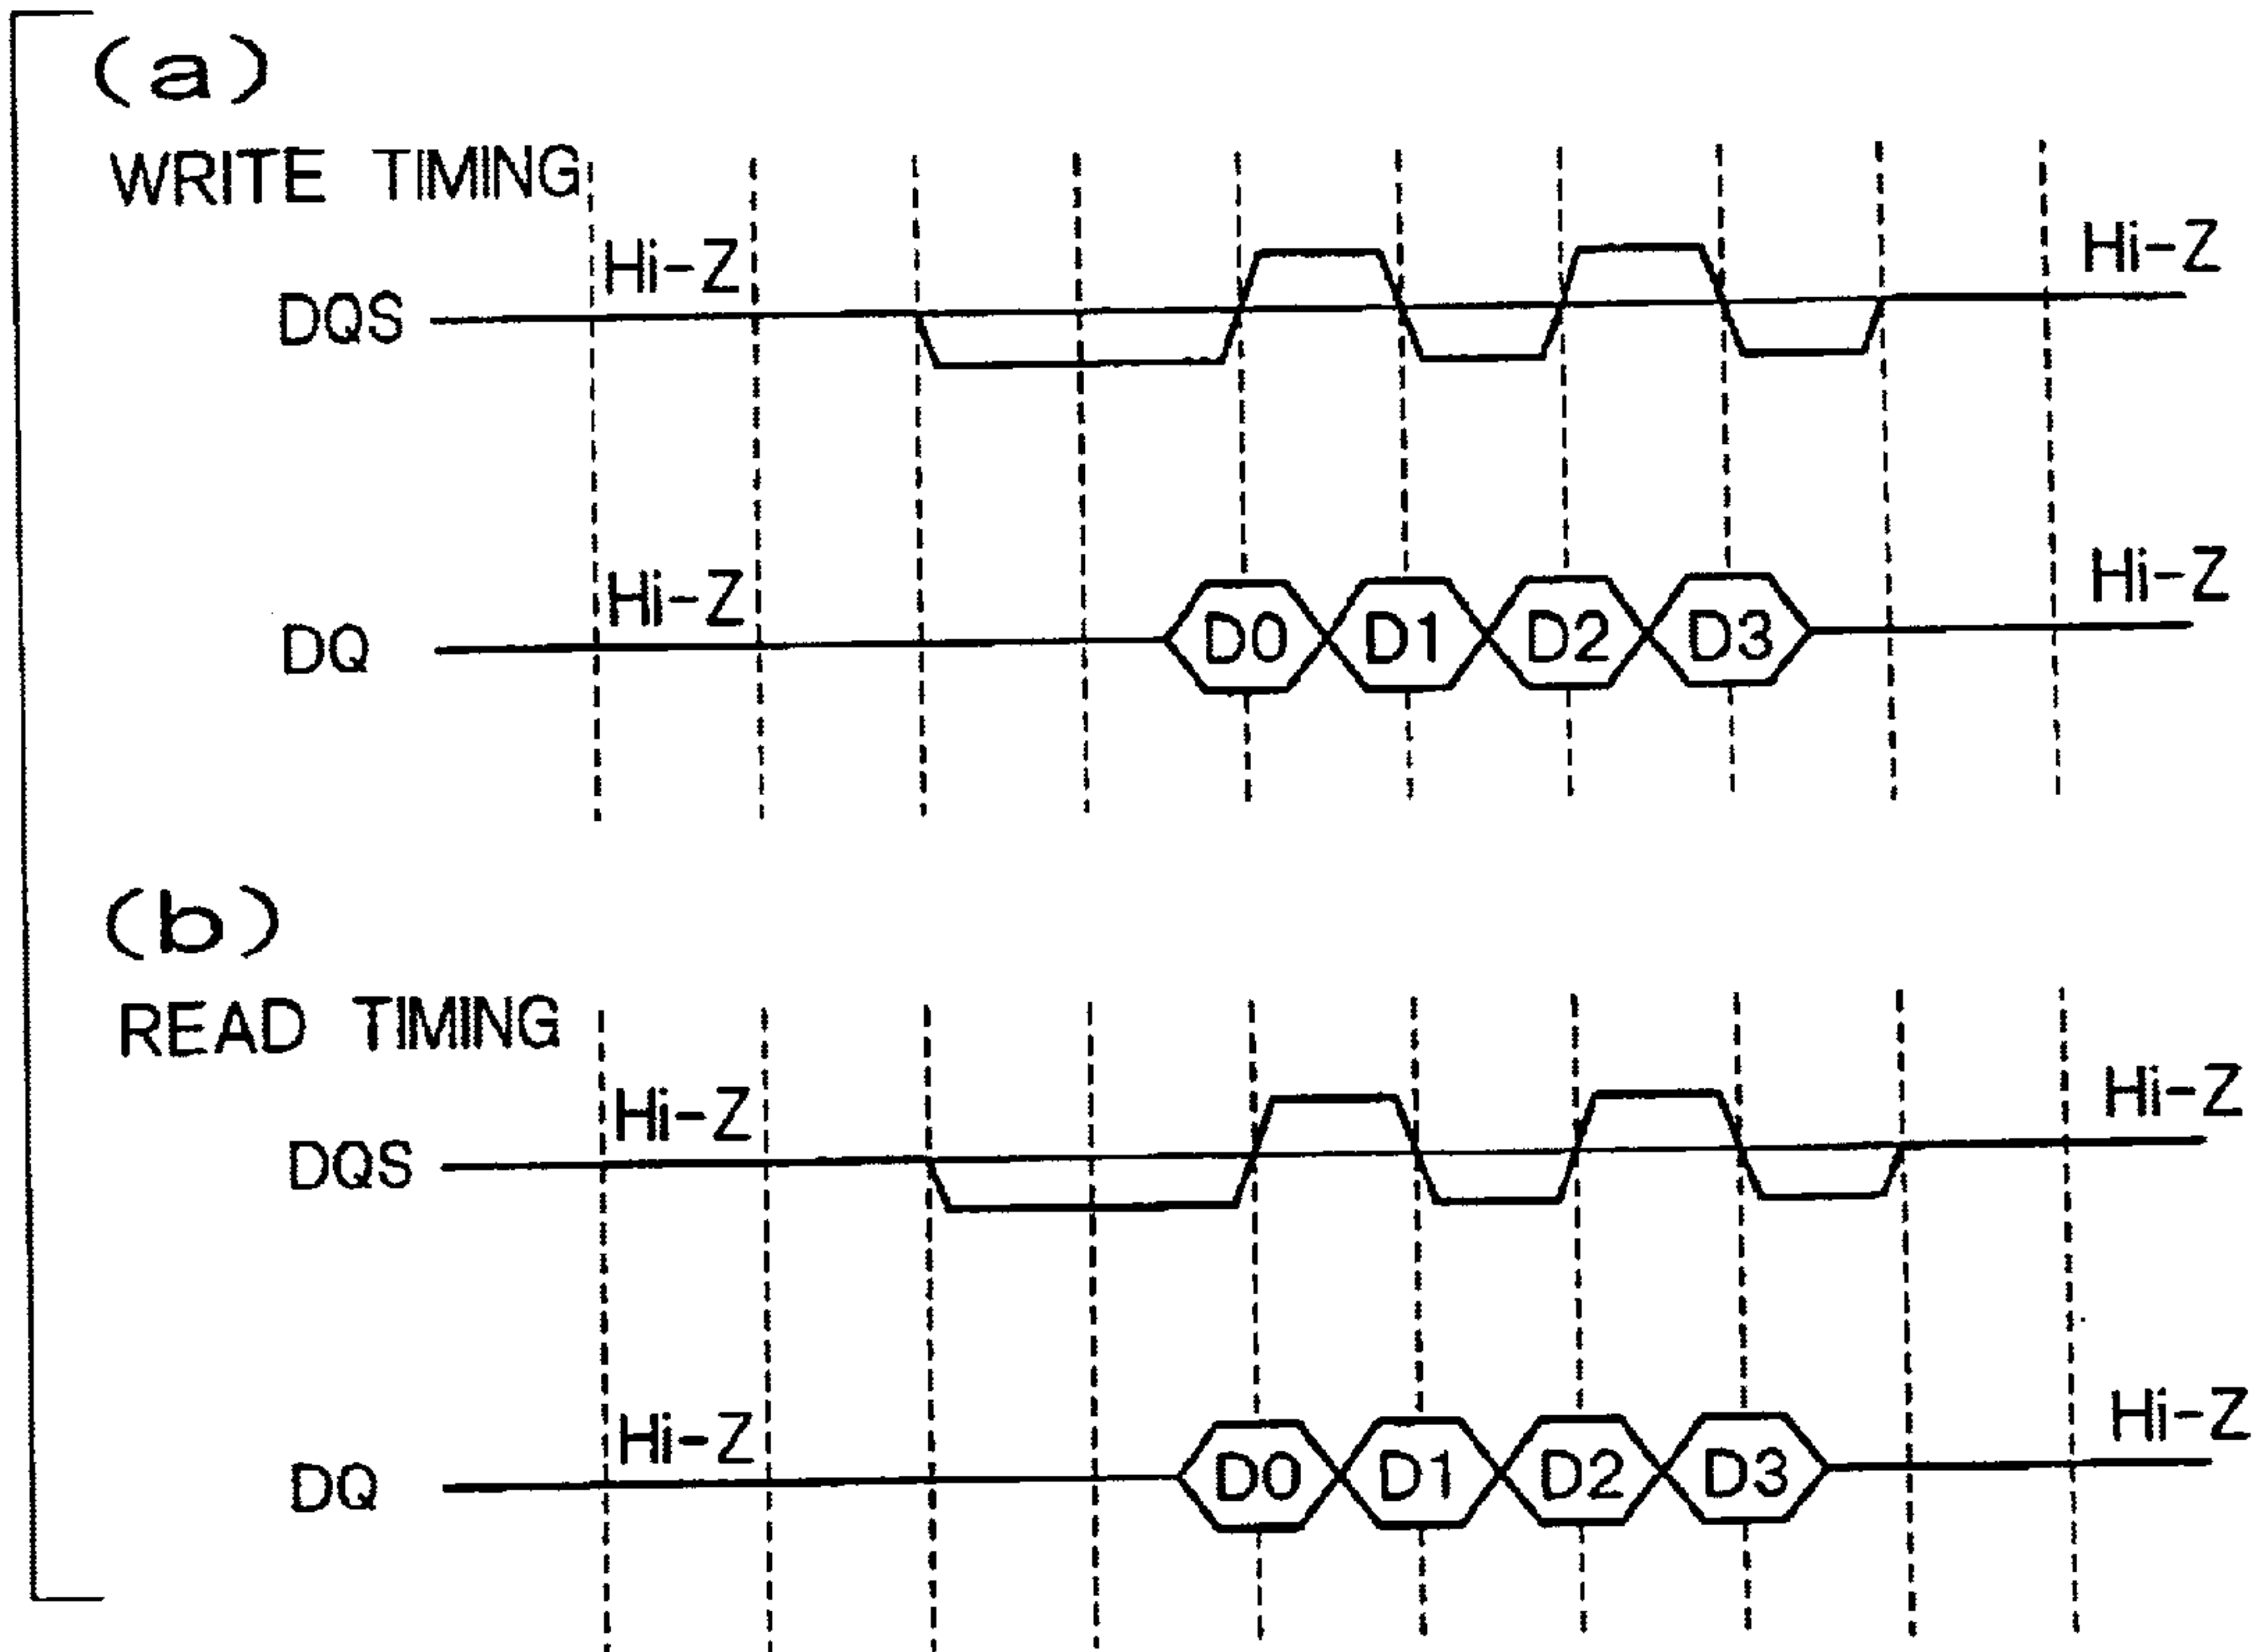 (a)
WRITE TIMING
Hi-Z Hi-Z
DQS
Hi-Z Hi-Z
DQ D0 D1 D2 D3
(b)
READ TIMING
Hi-Z Hi-Z
DQS
Hi-Z Hi-Z
DQ D0 D1 D2 D3